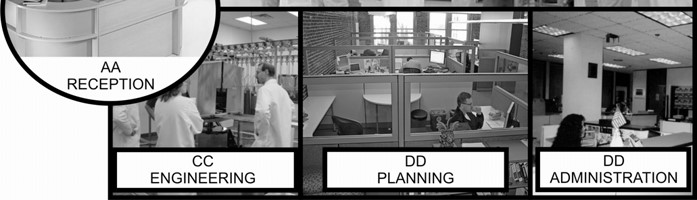 AA
RECEPTION
CC
ENGINEERING
DD
PLANNING
DD
ADMINISTRATION